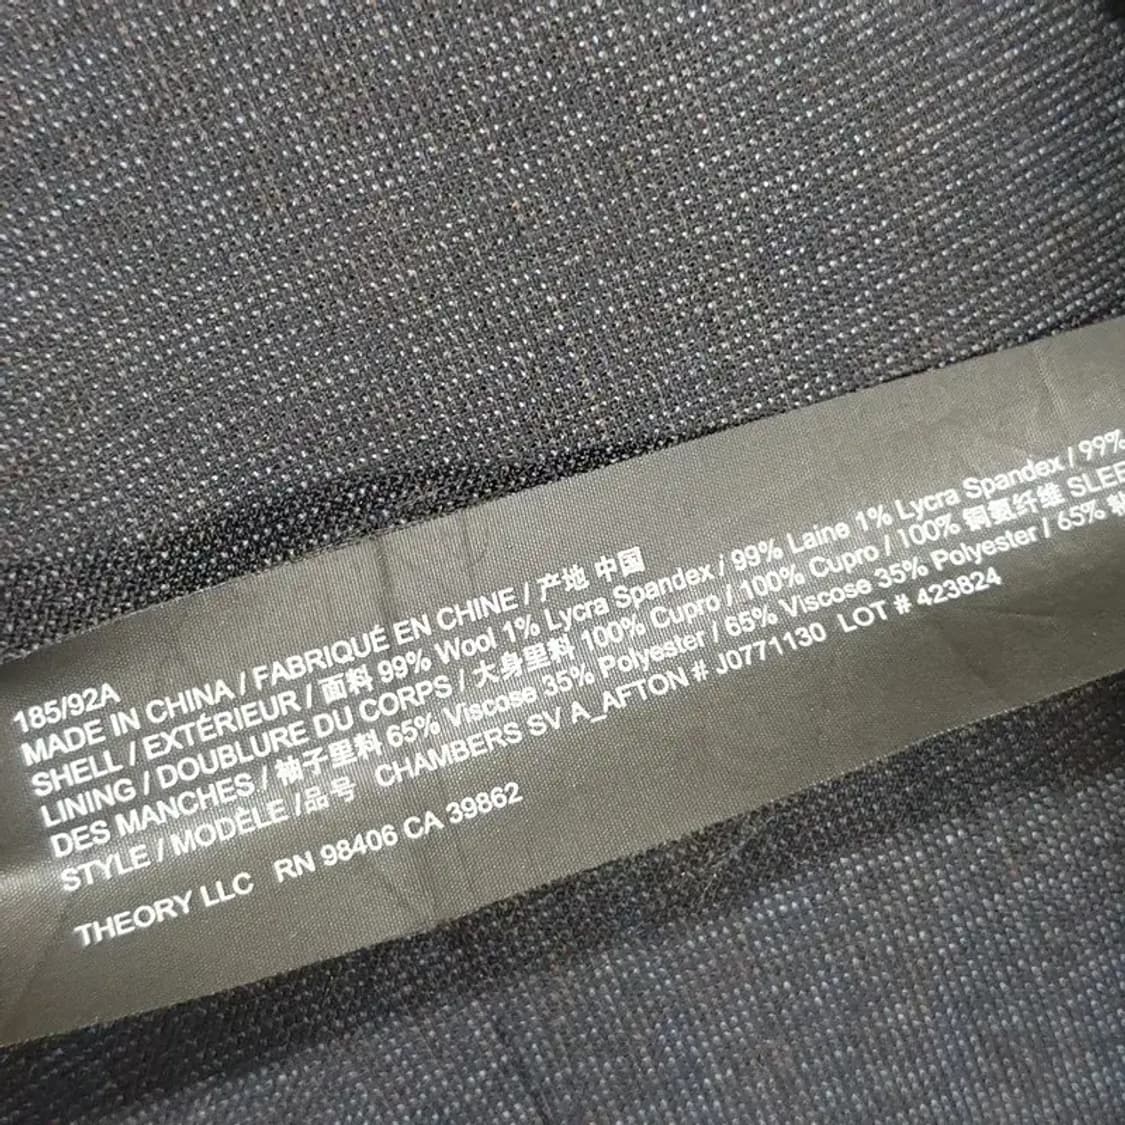 185/92A
MADE IN CHINA / FABRIQUÉ EN CHINE / 产地 中国
SHELL / EXTÉRIEUR / 面料 99% Wool 1% Lycra Spandex / 99% Laine 1% Lycra Spandex / 99%
LINING / DOUBLURE DU CORPS / 大身里料 100% Cupro / 100% Cupro / 100% 铜氨纤维 SLEE
DES MANCHES / 袖子里料 65% Viscose 35% Polyester / 65% Viscose 35% Polyester / 65% 粘
STYLE / MODÈLE /品号 CHAMBERS SV A_AFTON # J0771130 LOT # 423824
THEORY LLC RN 98406 CA 39862